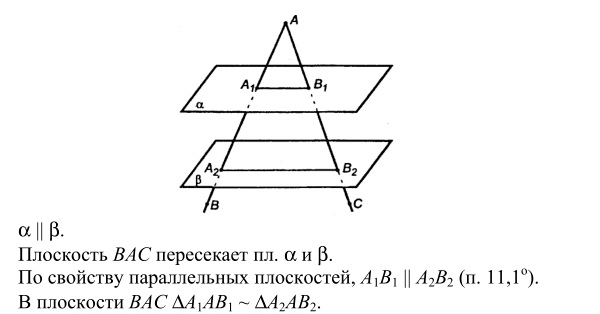 A
A₁ B₁
α
A₂ B₂
β
B C
α || β.
Плоскость BAC пересекает пл. α и β.
По свойству параллельных плоскостей, A₁B₁ || A₂B₂ (п. 11,1º).
В плоскости BAC ΔA₁AB₁ ~ ΔA₂AB₂.